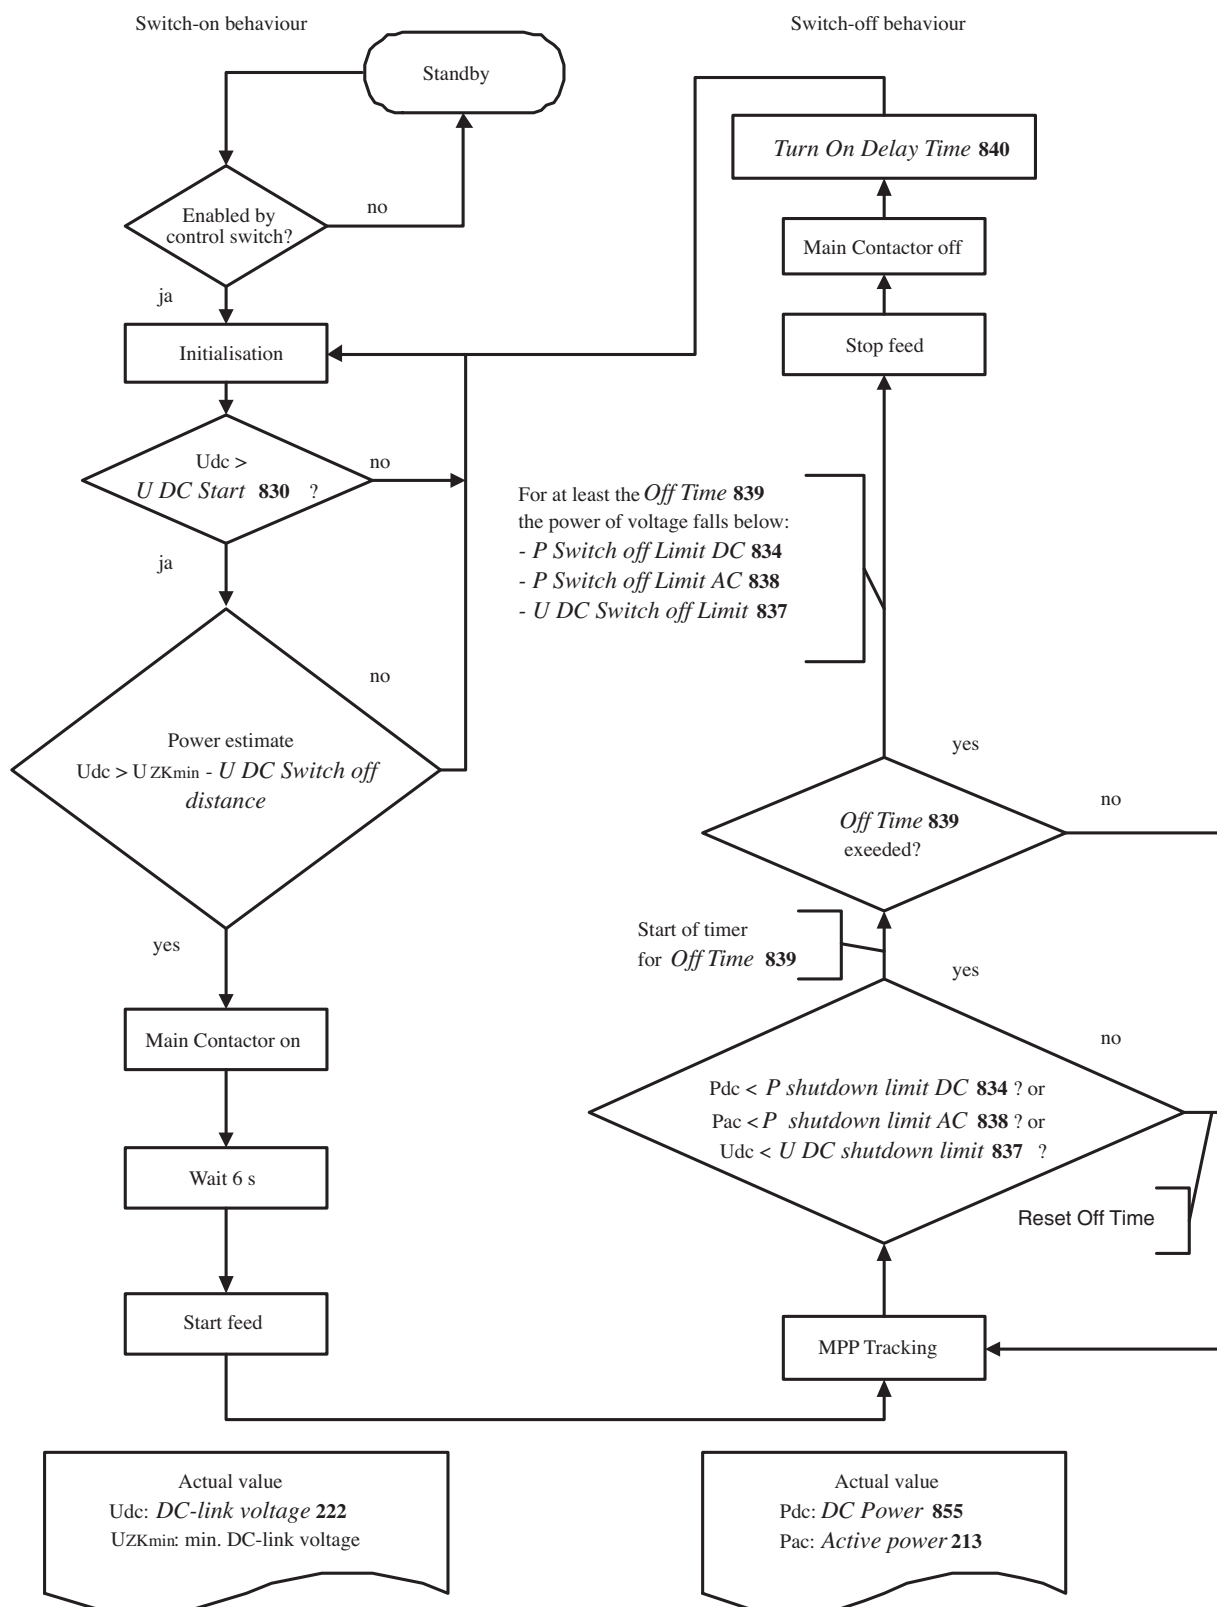 Switch-on behaviour
Standby
Enabled by
control switch?
no
ja
Initialisation
Udc >
U DC Start 830 ?
no
ja
Power estimate
Udc > UZKmin - U DC Switch off
distance
no
yes
Main Contactor on
Wait 6 s
Start feed
Actual value
Udc: DC-link voltage 222
UZKmin: min. DC-link voltage
Switch-off behaviour
Turn On Delay Time 840
Main Contactor off
Stop feed
For at least the Off Time 839
the power of voltage falls below:
- P Switch off Limit DC 834
- P Switch off Limit AC 838
- U DC Switch off Limit 837
yes
no
Off Time 839
exeeded?
Start of timer
for Off Time 839
yes
no
Pdc < P shutdown limit DC 834 ? or
Pac < P shutdown limit AC 838 ? or
Udc < U DC shutdown limit 837 ?
Reset Off Time
MPP Tracking
Actual value
Pdc: DC Power 855
Pac: Active power 213